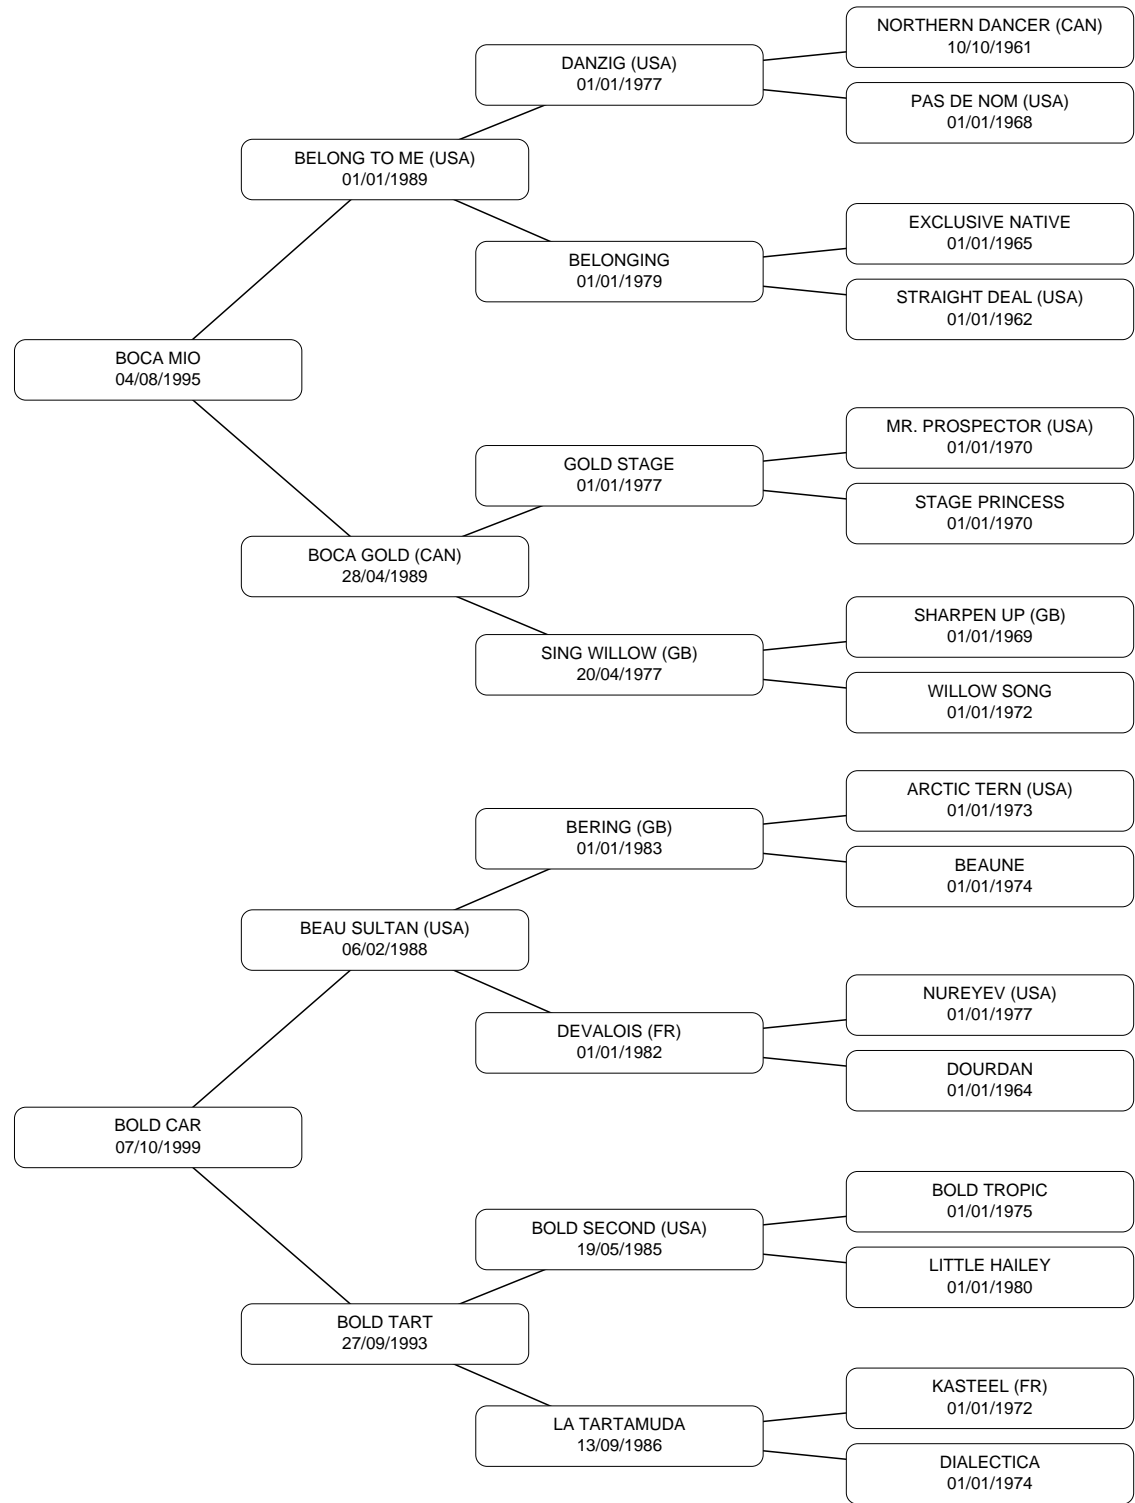 NORTHERN DANCER (CAN)
10/10/1961
DANZIG (USA)
01/01/1977
PAS DE NOM (USA)
01/01/1968
BELONG TO ME (USA)
01/01/1989
EXCLUSIVE NATIVE
01/01/1965
BELONGING
01/01/1979
STRAIGHT DEAL (USA)
01/01/1962
BOCA MIO
04/08/1995
MR. PROSPECTOR (USA)
01/01/1970
GOLD STAGE
01/01/1977
STAGE PRINCESS
01/01/1970
BOCA GOLD (CAN)
28/04/1989
SHARPEN UP (GB)
01/01/1969
SING WILLOW (GB)
20/04/1977
WILLOW SONG
01/01/1972
ARCTIC TERN (USA)
01/01/1973
BERING (GB)
01/01/1983
BEAUNE
01/01/1974
BEAU SULTAN (USA)
06/02/1988
NUREYEV (USA)
01/01/1977
DEVALOIS (FR)
01/01/1982
DOURDAN
01/01/1964
BOLD CAR
07/10/1999
BOLD TROPIC
01/01/1975
BOLD SECOND (USA)
19/05/1985
LITTLE HAILEY
01/01/1980
BOLD TART
27/09/1993
KASTEEL (FR)
01/01/1972
LA TARTAMUDA
13/09/1986
DIALECTICA
01/01/1974